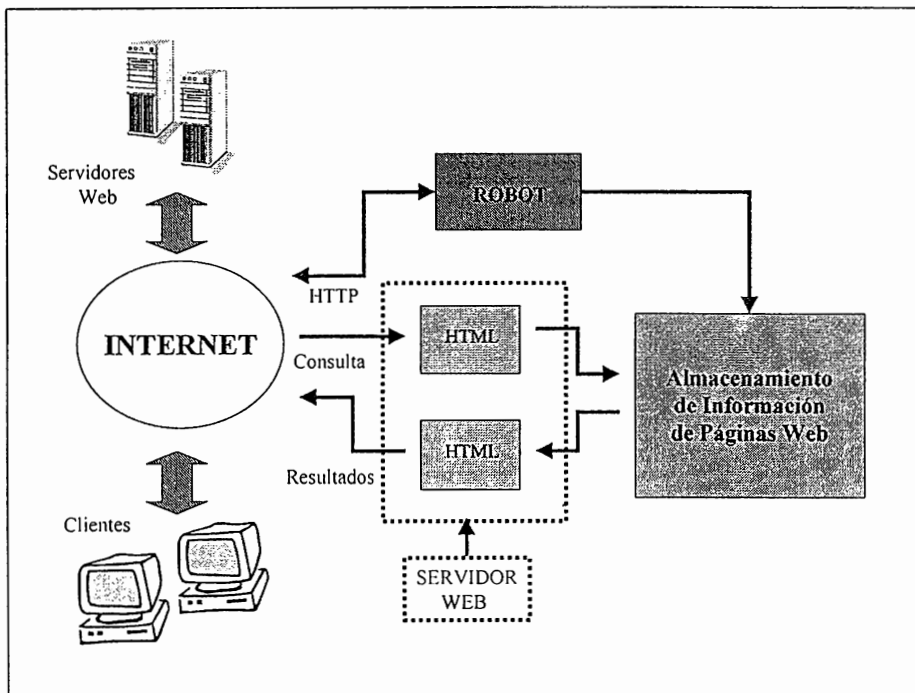 Servidores
Web
ROBOT
HTTP
INTERNET
HTML
Consulta
Almacenamiento
de Información
de Páginas Web
HTML
Resultados
Clientes
SERVIDOR
WEB